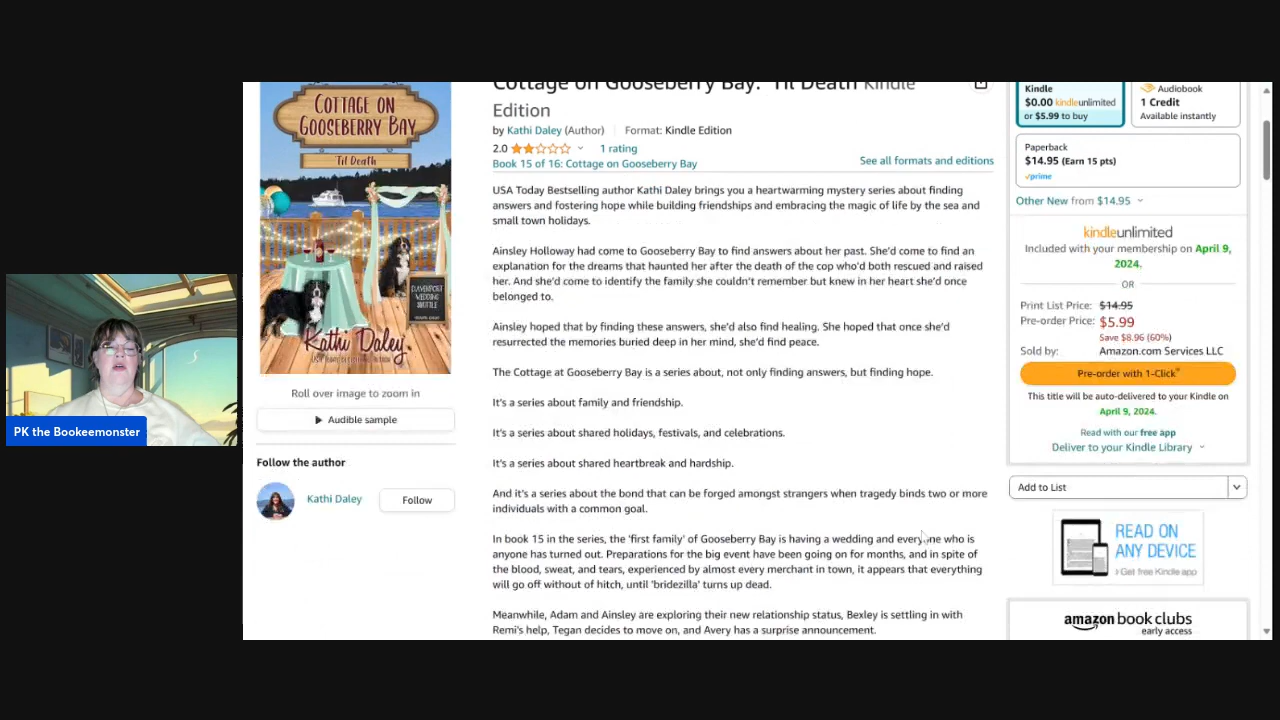 COTTAGE ON
GOOSEBERRY BAY
'Til Death
DAVENPORT
WEDDING
Kathi Daley
USA TODAY BESTSELLING AUTHOR
Roll over image to zoom in
Audible sample
Follow the author
Kathi Daley
Follow
PK the Bookeemonster
Cottage on Gooseberry Bay: 'Til Death Kindle
Edition
by Kathi Daley (Author) Format: Kindle Edition
2.0 1 rating
Book 15 of 16: Cottage on Gooseberry Bay
See all formats and editions
USA Today Bestselling author Kathi Daley brings you a heartwarming mystery series about finding
answers and fostering hope while building friendships and embracing the magic of life by the sea and
small town holidays.
Ainsley Holloway had come to Gooseberry Bay to find answers about her past. She'd come to find an
explanation for the dreams that haunted her after the death of the cop who'd both rescued and raised
her. And she'd come to identify the family she couldn't remember but knew in her heart she'd once
belonged to.
Ainsley hoped that by finding these answers, she'd also find healing. She hoped that once she'd
resurrected the memories buried deep in her mind, she'd find peace.
The Cottage at Gooseberry Bay is a series about, not only finding answers, but finding hope.
It's a series about family and friendship.
It's a series about shared holidays, festivals, and celebrations.
It's a series about shared heartbreak and hardship.
And it's a series about the bond that can be forged amongst strangers when tragedy binds two or more
individuals with a common goal.
In book 15 in the series, the 'first family' of Gooseberry Bay is having a wedding and everyone who is
anyone has turned out. Preparations for the big event have been going on for months, and in spite of
the blood, sweat, and tears, experienced by almost every merchant in town, it appears that everything
will go off without of hitch, until 'bridezilla' turns up dead.
Meanwhile, Adam and Ainsley are exploring their new relationship status, Bexley is settling in with
Remi's help, Tegan decides to move on, and Avery has a surprise announcement.
Kindle
$0.00 kindleunlimited
or $5.99 to buy
Audiobook
1 Credit
Available instantly
Paperback
$14.95 (Earn 15 pts)
prime
Other New from $14.95
kindleunlimited
Included with your membership on April 9,
2024.
OR
Print List Price: $14.95
Pre-order Price: $5.99
Save $8.96 (60%)
Sold by: Amazon.com Services LLC
Pre-order with 1-Click®
This title will be auto-delivered to your Kindle on
April 9, 2024.
Read with our free app
Deliver to your Kindle Library
Add to List
READ ON
ANY DEVICE
› Get free Kindle app
amazon book clubs
early access